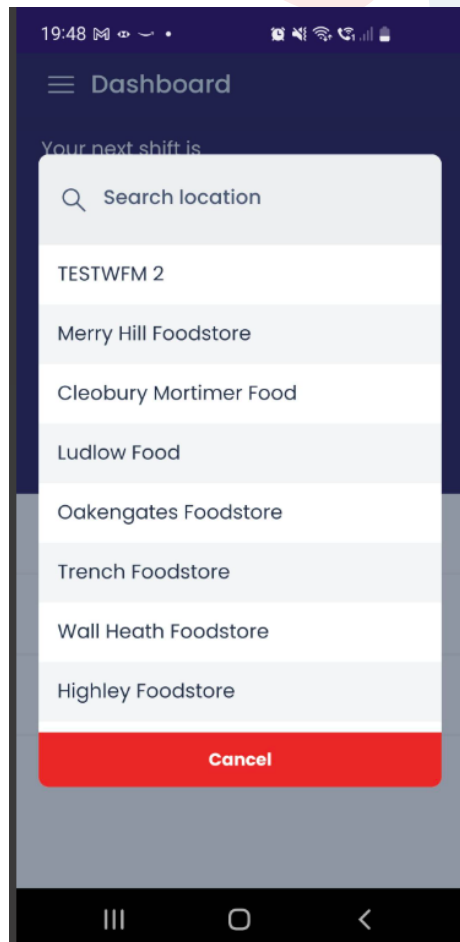 19:48
Dashboard
Your next shift is
Search location
TESTWFM 2
Merry Hill Foodstore
Cleobury Mortimer Food
Ludlow Food
Oakengates Foodstore
Trench Foodstore
Wall Heath Foodstore
Highley Foodstore
Cancel